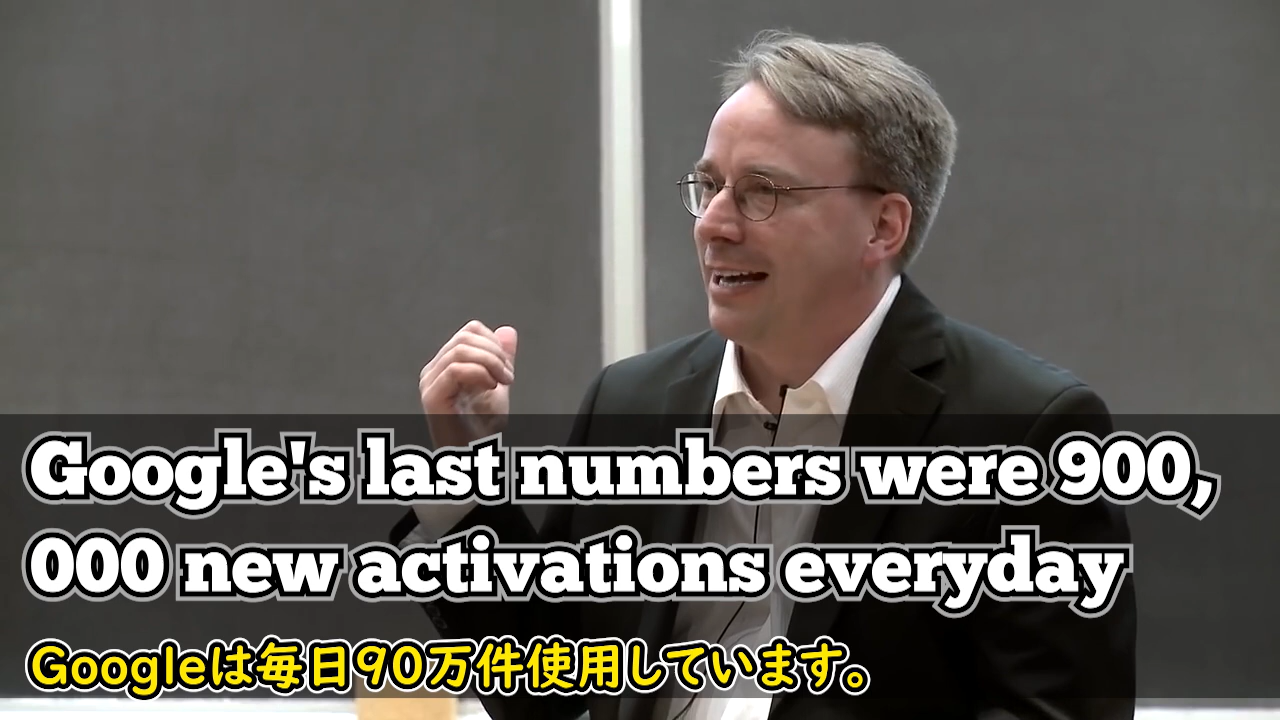 Google's last numbers were 900,
000 new activations everyday
Googleは毎日90万件使用しています。